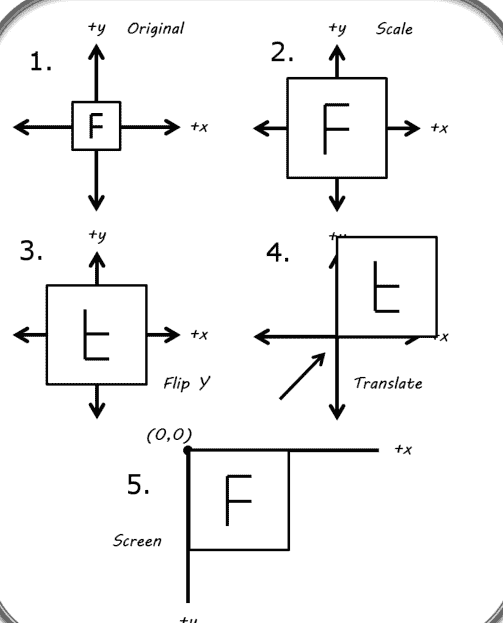 1.
+y Original
F
+x
2.
+y Scale
F
+x
3.
+y
+x
Flip Y
4.
+y
x
Translate
(0,0)
+x
5.
F
Screen
+y